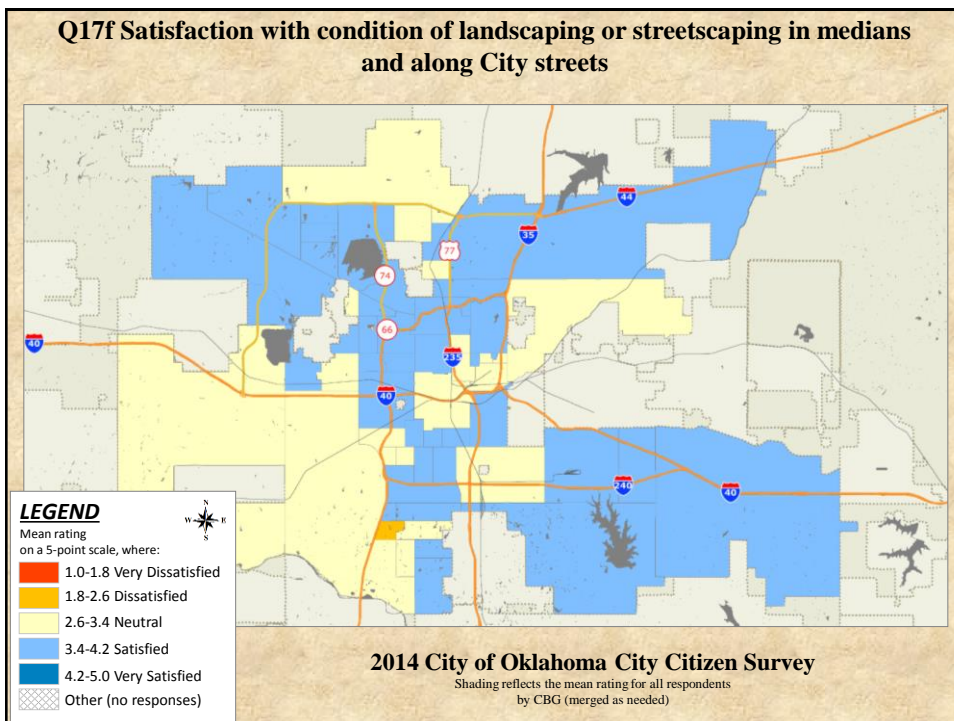 Q17f Satisfaction with condition of landscaping or streetscaping in medians
and along City streets
44
35
77
74
66
40
235
40
240
40
LEGEND
N
W E
S
Mean rating
on a 5-point scale, where:
1.0-1.8 Very Dissatisfied
1.8-2.6 Dissatisfied
2.6-3.4 Neutral
3.4-4.2 Satisfied
4.2-5.0 Very Satisfied
Other (no responses)
2014 City of Oklahoma City Citizen Survey
Shading reflects the mean rating for all respondents
by CBG (merged as needed)